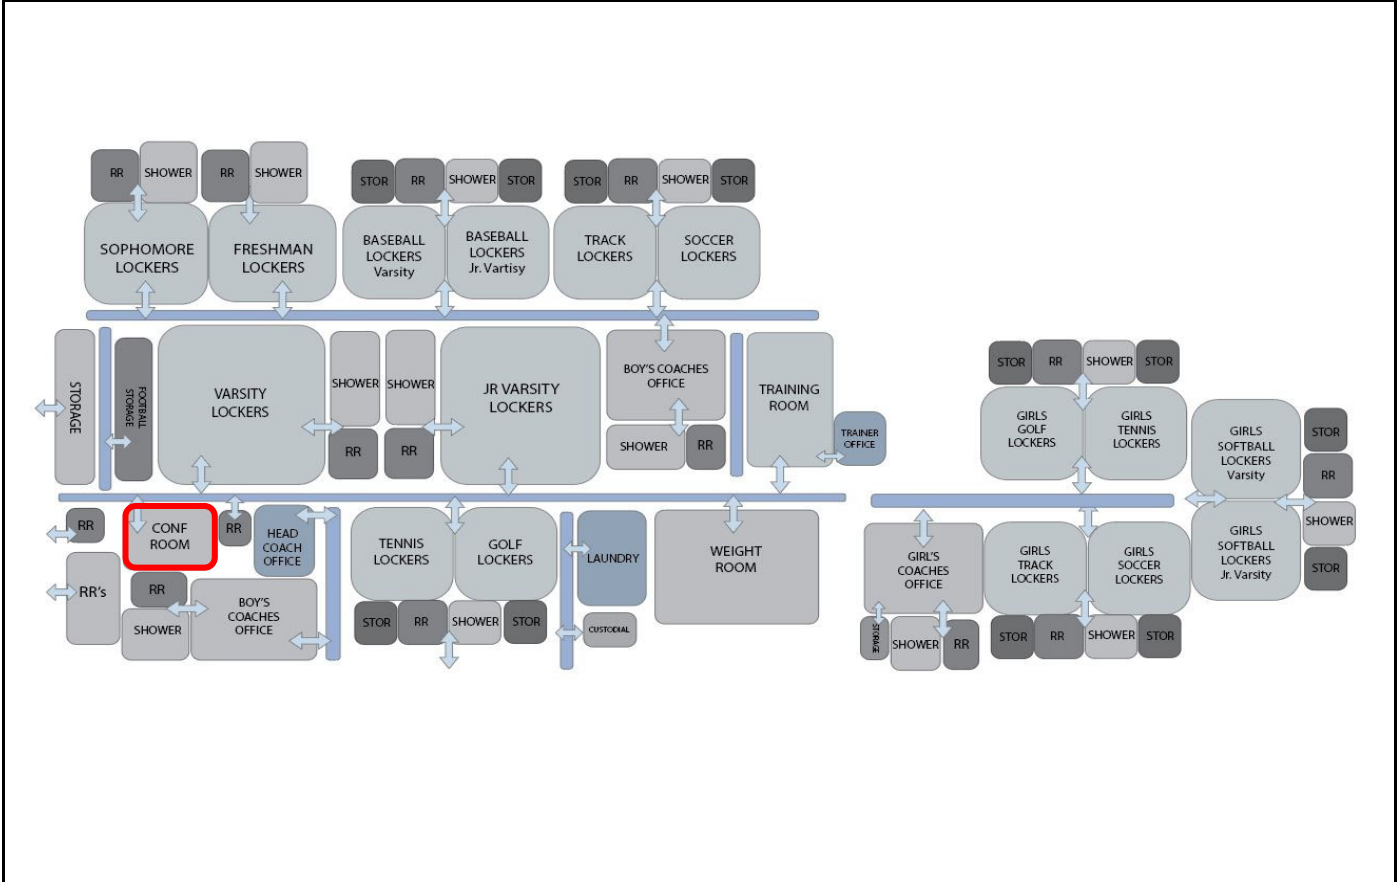 RR
SHOWER
RR
SHOWER
STOR
RR
SHOWER
STOR
STOR
RR
SHOWER
STOR
SOPHOMORE
LOCKERS
FRESHMAN
LOCKERS
BASEBALL
LOCKERS
Varsity
BASEBALL
LOCKERS
Jr. Vartisy
TRACK
LOCKERS
SOCCER
LOCKERS
STORAGE
FOOTBALL
STORAGE
VARSITY
LOCKERS
SHOWER
RR
SHOWER
RR
JR VARSITY
LOCKERS
BOY'S COACHES
OFFICE
SHOWER
RR
TRAINING
ROOM
TRAINER
OFFICE
RR
CONF
ROOM
RR
HEAD
COACH
OFFICE
TENNIS
LOCKERS
GOLF
LOCKERS
LAUNDRY
WEIGHT
ROOM
RR's
RR
SHOWER
BOY'S
COACHES
OFFICE
STOR
RR
SHOWER
STOR
CUSTODIAL
STOR
RR
SHOWER
STOR
GIRLS
GOLF
LOCKERS
GIRLS
TENNIS
LOCKERS
GIRLS
SOFTBALL
LOCKERS
Varsity
STOR
RR
SHOWER
STOR
GIRL'S
COACHES
OFFICE
GIRLS
TRACK
LOCKERS
GIRLS
SOCCER
LOCKERS
GIRLS
SOFTBALL
LOCKERS
Jr. Varsity
STORAGE
SHOWER
RR
STOR
RR
SHOWER
STOR